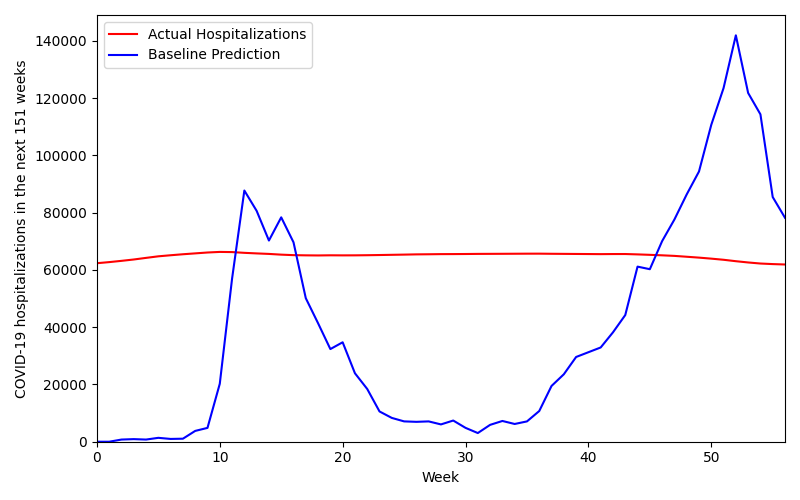 Actual Hospitalizations
Baseline Prediction
COVID-19 hospitalizations in the next 151 weeks
140000
120000
100000
80000
60000
40000
20000
0
0 10 20 30 40 50
Week